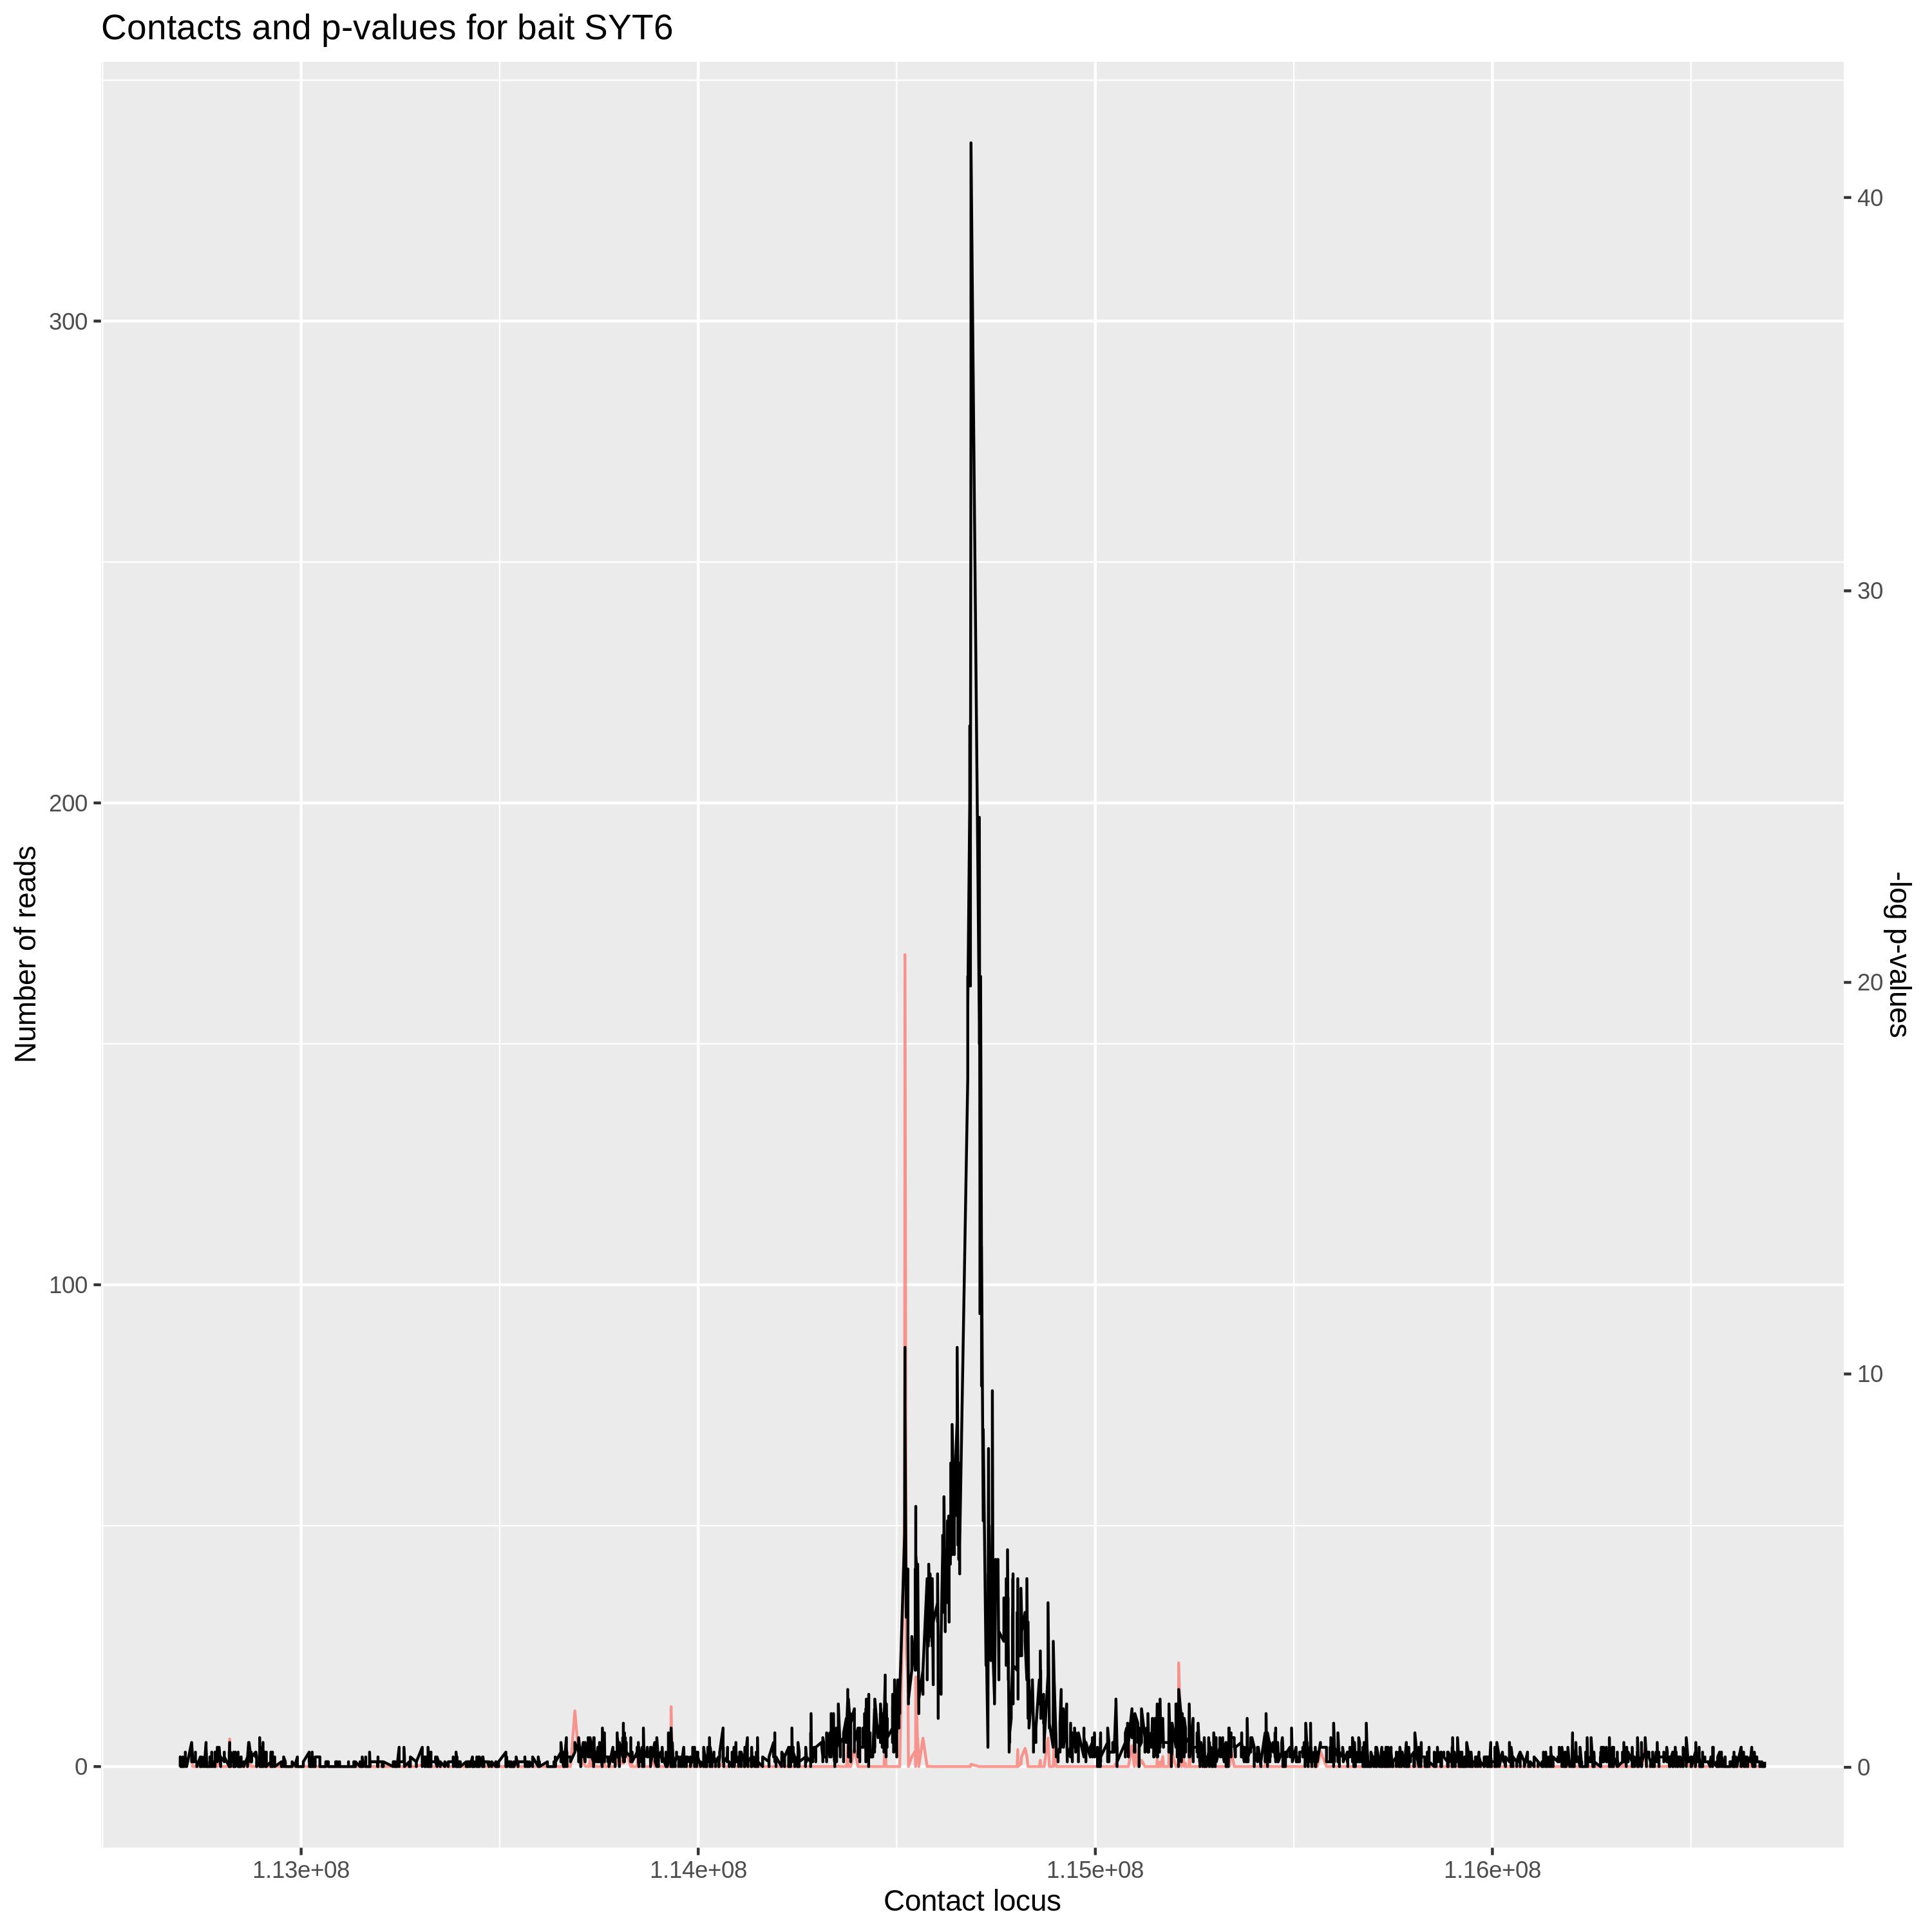 Contacts and p-values for bait SYT6
Number of reads
300
200
100
0
40
30
20
10
0
-log p-values
1.13e+08
1.14e+08
1.15e+08
1.16e+08
Contact locus